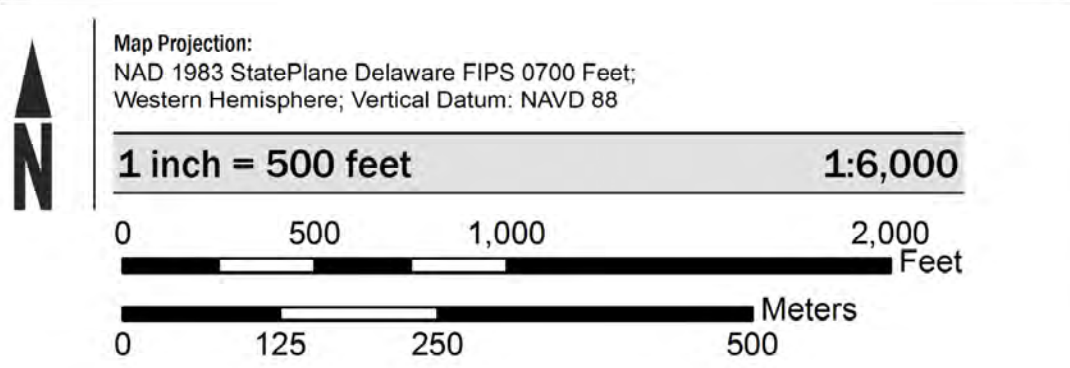 Map Projection:
NAD 1983 StatePlane Delaware FIPS 0700 Feet;
Western Hemisphere; Vertical Datum: NAVD 88
N
1 inch = 500 feet 1:6,000
0 500 1,000 2,000
Feet
Meters
0 125 250 500